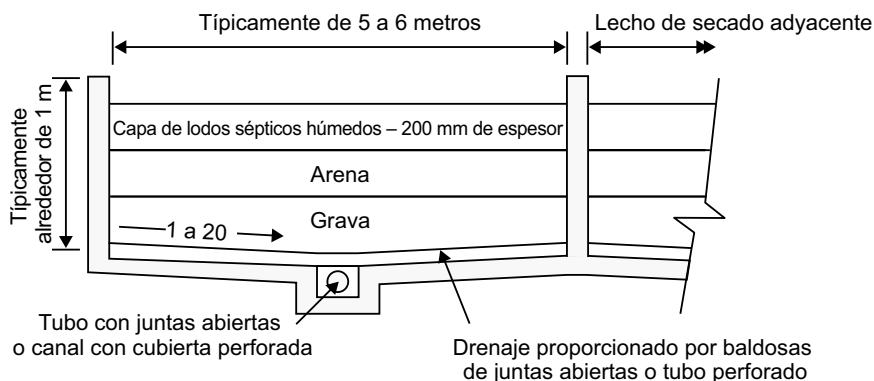 Típicamente de 5 a 6 metros
Lecho de secado adyacente
Típicamente
alrededor de 1 m
Capa de lodos sépticos húmedos – 200 mm de espesor
Arena
Grava
1 a 20
Tubo con juntas abiertas
o canal con cubierta perforada
Drenaje proporcionado por baldosas
de juntas abiertas o tubo perforado